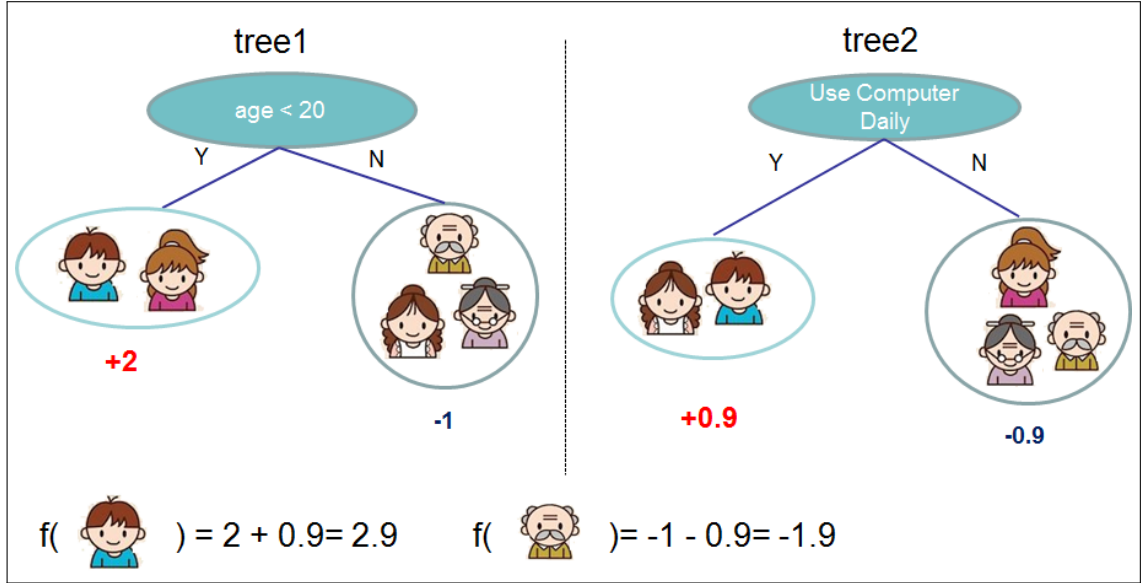 tree1
age < 20
Y
N
+2
-1
tree2
Use Computer
Daily
Y
N
+0.9
-0.9
f( ) = 2 + 0.9= 2.9
f( )= -1 - 0.9= -1.9